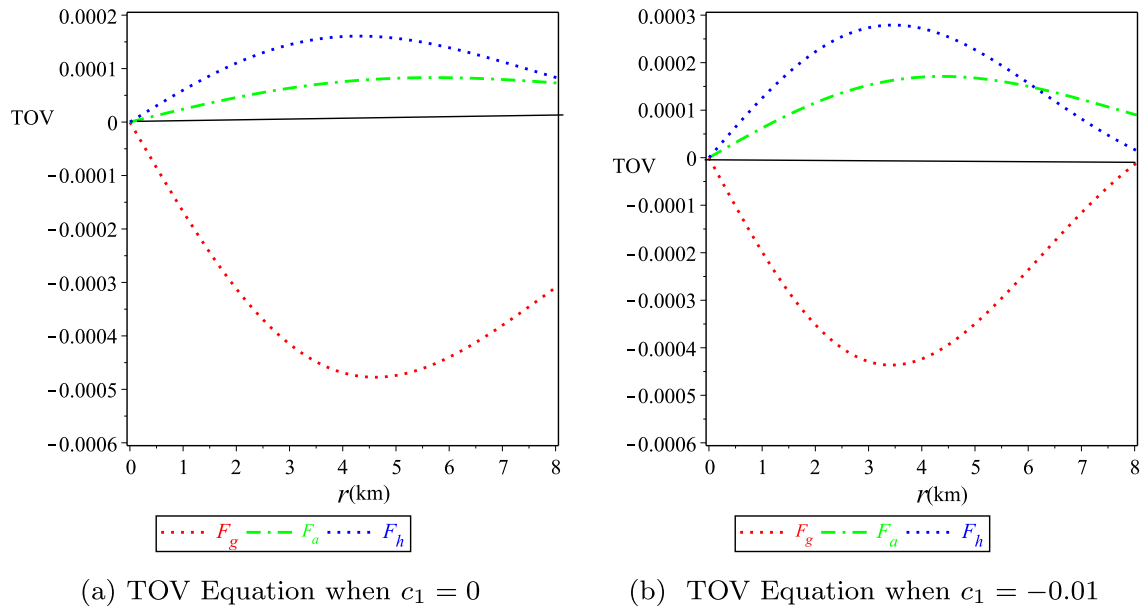 0.0002
0.0001
TOV
0
−0.0001
−0.0002
−0.0003
−0.0004
−0.0005
−0.0006
0 1 2 3 4 5 6 7 8
r(km)
F_g F_a F_h
(a) TOV Equation when c₁ = 0
0.0003
0.0002
0.0001
0
TOV
−0.0001
−0.0002
−0.0003
−0.0004
−0.0005
−0.0006
0 1 2 3 4 5 6 7 8
r(km)
F_g F_a F_h
(b) TOV Equation when c₁ = −0.01